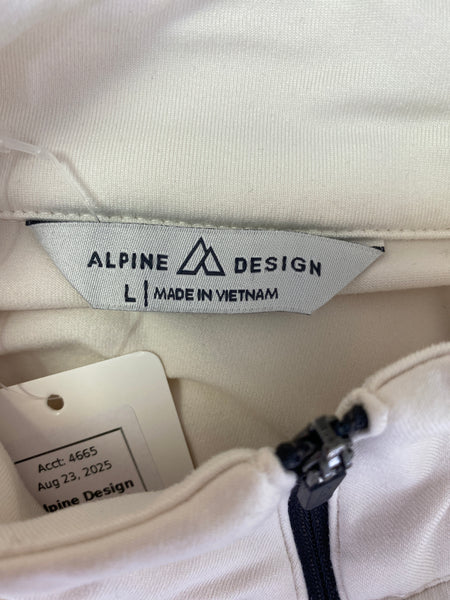 ALPINE DESIGN
L | MADE IN VIETNAM
Acct: 4665
Aug 23, 2025
lpine Design